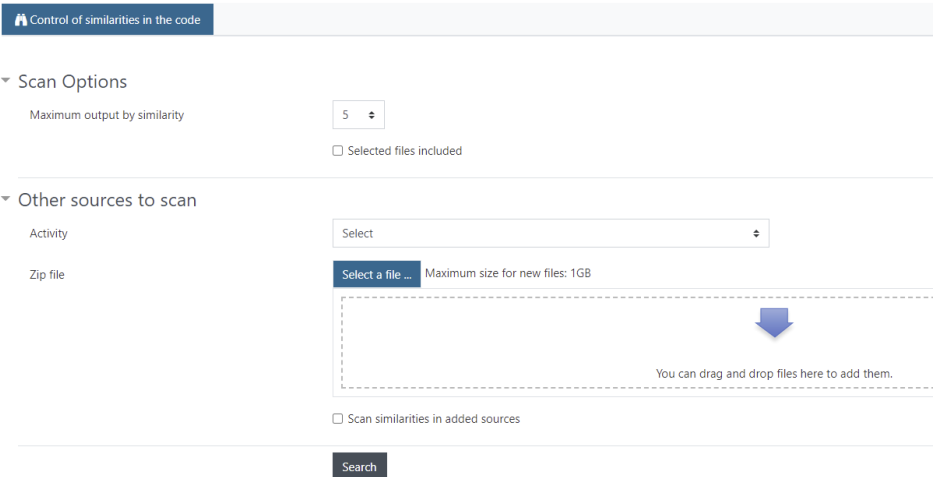 Control of similarities in the code
Scan Options
Maximum output by similarity
5
Selected files included
Other sources to scan
Activity
Select
Zip file
Select a file ...
Maximum size for new files: 1GB
You can drag and drop files here to add them.
Scan similarities in added sources
Search